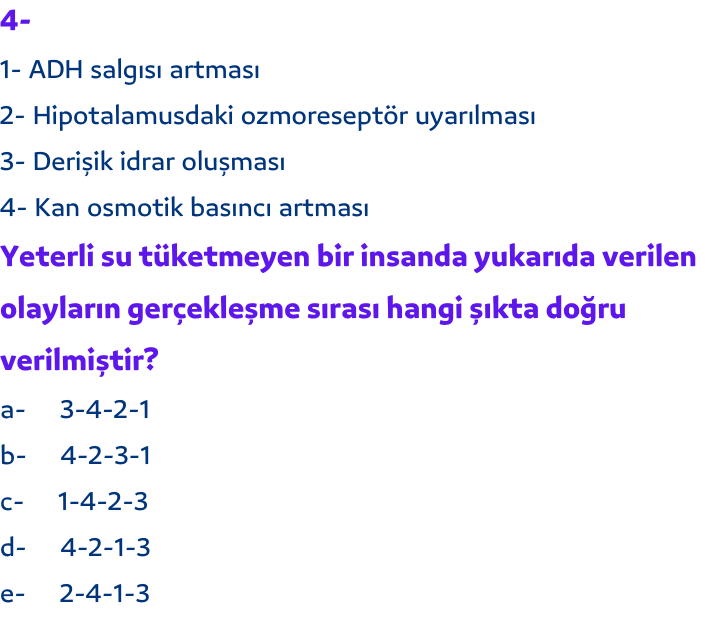 4-
1- ADH salgısı artması
2- Hipotalamusdaki ozmoreseptör uyarılması
3- Derişik idrar oluşması
4- Kan osmotik basıncı artması
Yeterli su tüketmeyen bir insanda yukarıda verilen
olayların gerçekleşme sırası hangi şıkta doğru
verilmiştir?
a- 3-4-2-1
b- 4-2-3-1
c- 1-4-2-3
d- 4-2-1-3
e- 2-4-1-3